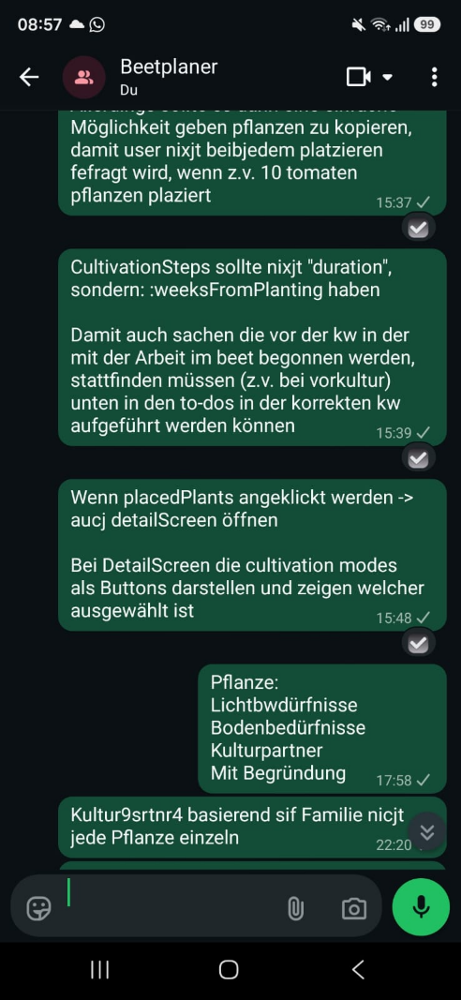 08:57
99
Beetplaner
Du
Möglichkeit geben pflanzen zu kopieren,
damit user nixjt beibjedem platzieren
fefragt wird, wenn z.v. 10 tomaten
pflanzen plaziert
15:37
CultivationSteps sollte nixjt "duration",
sondern: :weeksFromPlanting haben
Damit auch sachen die vor der kw in der
mit der Arbeit im beet begonnen werden,
stattfinden müssen (z.v. bei vorkultur)
unten in den to-dos in der korrekten kw
aufgeführt werden können
15:39
Wenn placedPlants angeklickt werden ->
aucj detailScreen öffnen
Bei DetailScreen die cultivation modes
als Buttons darstellen und zeigen welcher
ausgewählt ist
15:48
Pflanze:
Lichtbwdürfnisse
Bodenbedürfnisse
Kulturpartner
Mit Begründung
17:58
Kultur9srtnr4 basierend sif Familie nicjt
jede Pflanze einzeln
22:20